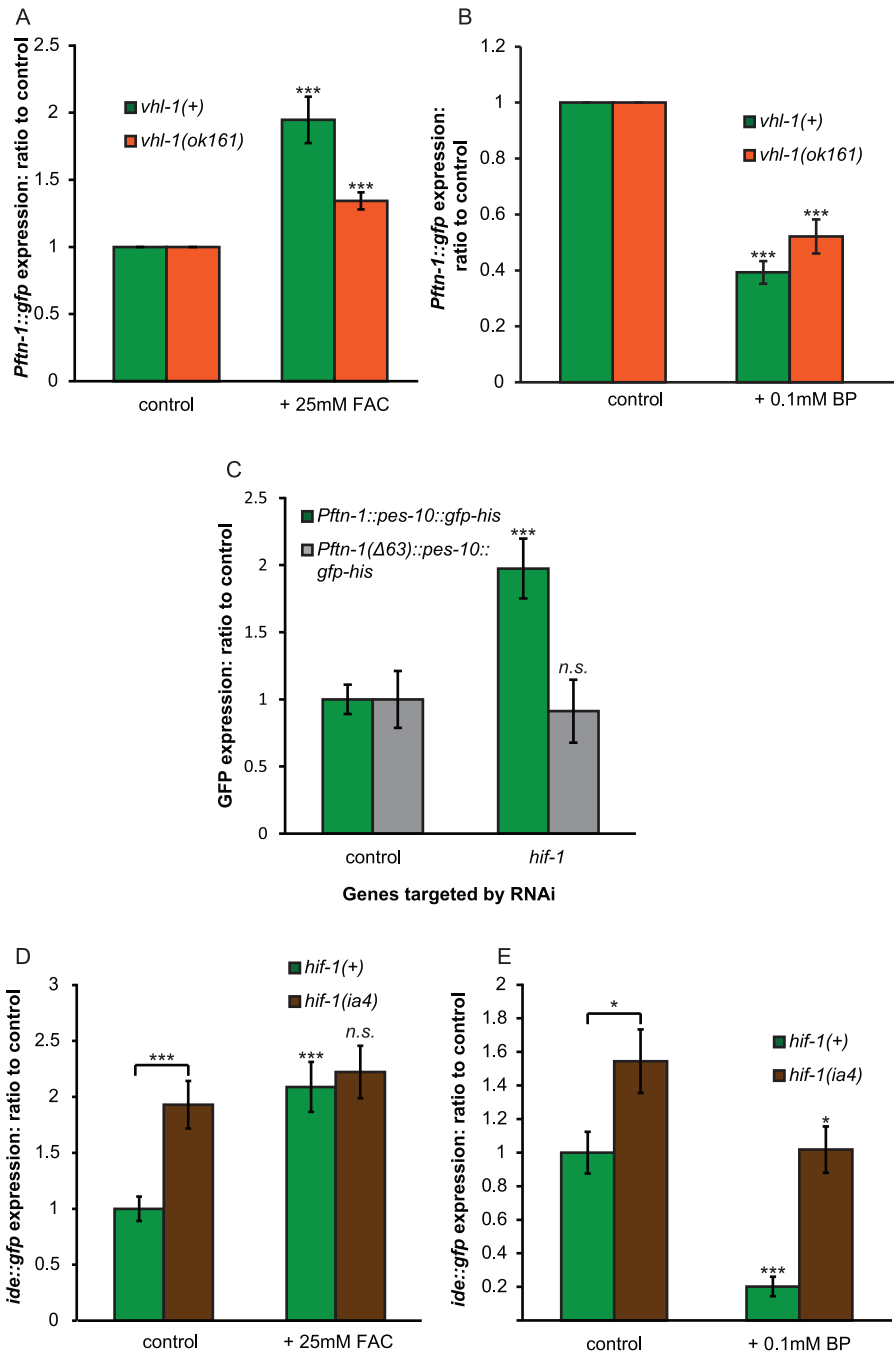 A
Pftn-1::gfp expression: ratio to control
2.5
2
1.5
1
0.5
0
vhl-1(+)
vhl-1(ok161)
***
***
control
+ 25mM FAC
B
Pftn-1::gfp expression:
ratio to control
1.2
1
0.8
0.6
0.4
0.2
0
vhl-1(+)
vhl-1(ok161)
***
***
control
+ 0.1mM BP
C
GFP expression: ratio to control
2.5
2
1.5
1
0.5
0
Pftn-1::pes-10::gfp-his
Pftn-1(Δ63)::pes-10::
gfp-his
***
n.s.
control
hif-1
Genes targeted by RNAi
D
ide::gfp expression: ratio to control
3
2.5
2
1.5
1
0.5
0
hif-1(+)
hif-1(ia4)
***
***
n.s.
control
+ 25mM FAC
E
ide::gfp expression: ratio to control
2
1.8
1.6
1.4
1.2
1
0.8
0.6
0.4
0.2
hif-1(+)
hif-1(ia4)
*
***
*
control
+ 0.1mM BP